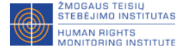 ŽMOGAUS TEISIŲ
STEBĖJIMO INSTITUTAS
HUMAN RIGHTS
MONITORING INSTITUTE